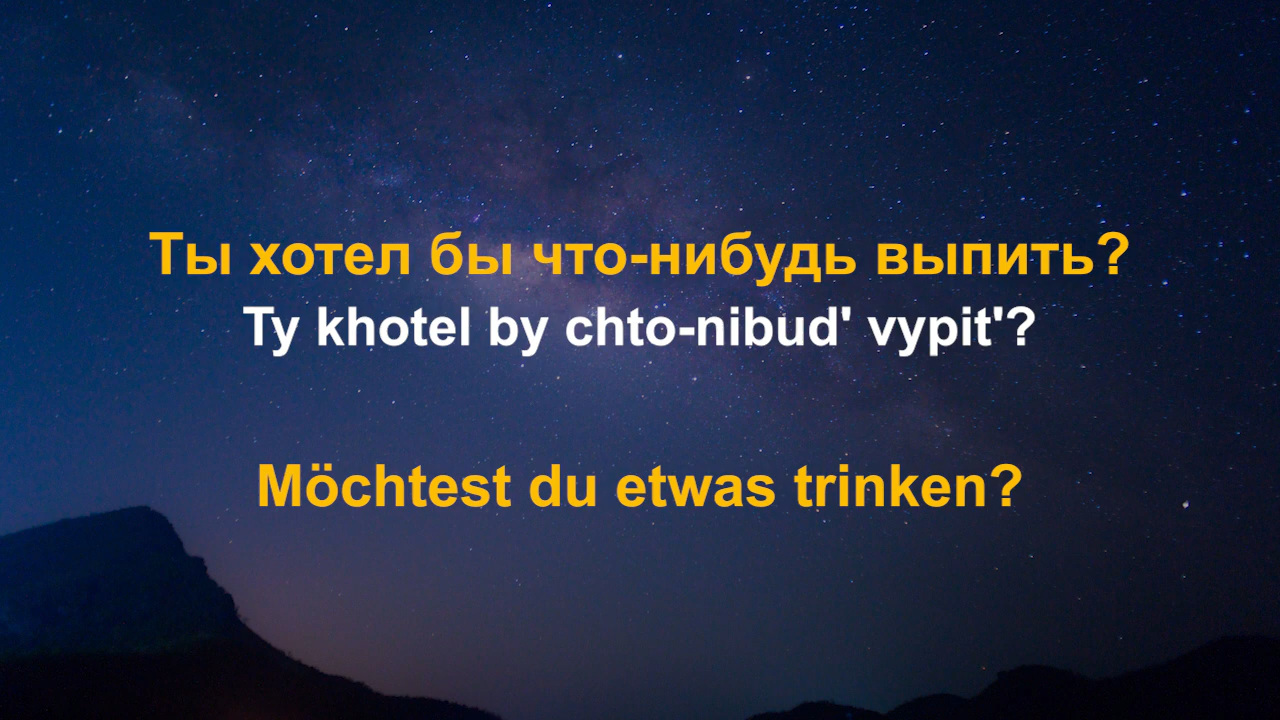 Ты хотел бы что-нибудь выпить?
Ty khotel by chto-nibud' vypit'?
Möchtest du etwas trinken?